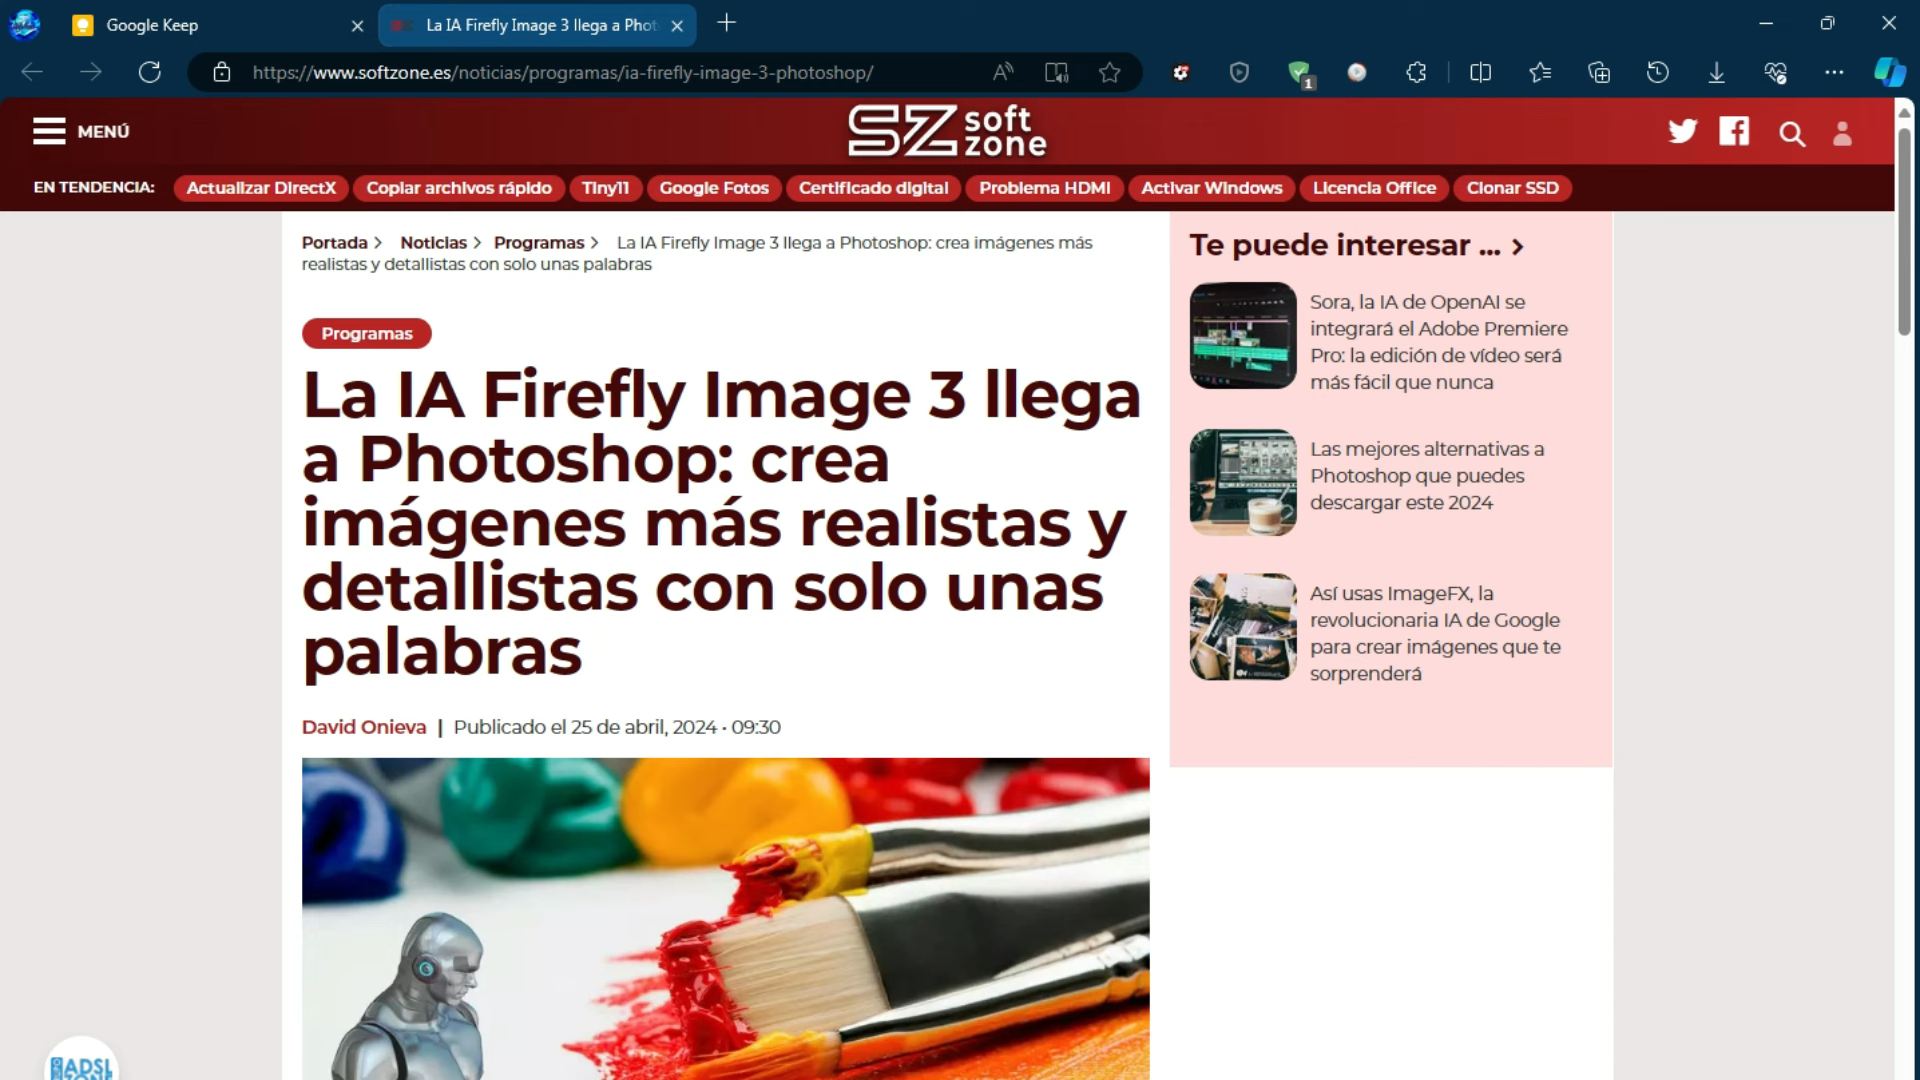 Google Keep
La IA Firefly Image 3 llega a Phot
https://www.softzone.es/noticias/programas/ia-firefly-image-3-photoshop/
1
MENÚ
SZ soft
zone
EN TENDENCIA:
Actualizar DirectX
Copiar archivos rápido
Tiny11
Google Fotos
Certificado digital
Problema HDMI
Activar Windows
Licencia Office
Clonar SSD
Portada > Noticias > Programas > La IA Firefly Image 3 llega a Photoshop: crea imágenes más
realistas y detallistas con solo unas palabras
Programas
La IA Firefly Image 3 llega
a Photoshop: crea
imágenes más realistas y
detallistas con solo unas
palabras
David Onieva | Publicado el 25 de abril, 2024 · 09:30
Te puede interesar ... >
Sora, la IA de OpenAI se
integrará el Adobe Premiere
Pro: la edición de vídeo será
más fácil que nunca
Las mejores alternativas a
Photoshop que puedes
descargar este 2024
Así usas ImageFX, la
revolucionaria IA de Google
para crear imágenes que te
sorprenderá
ADSL
ZONE